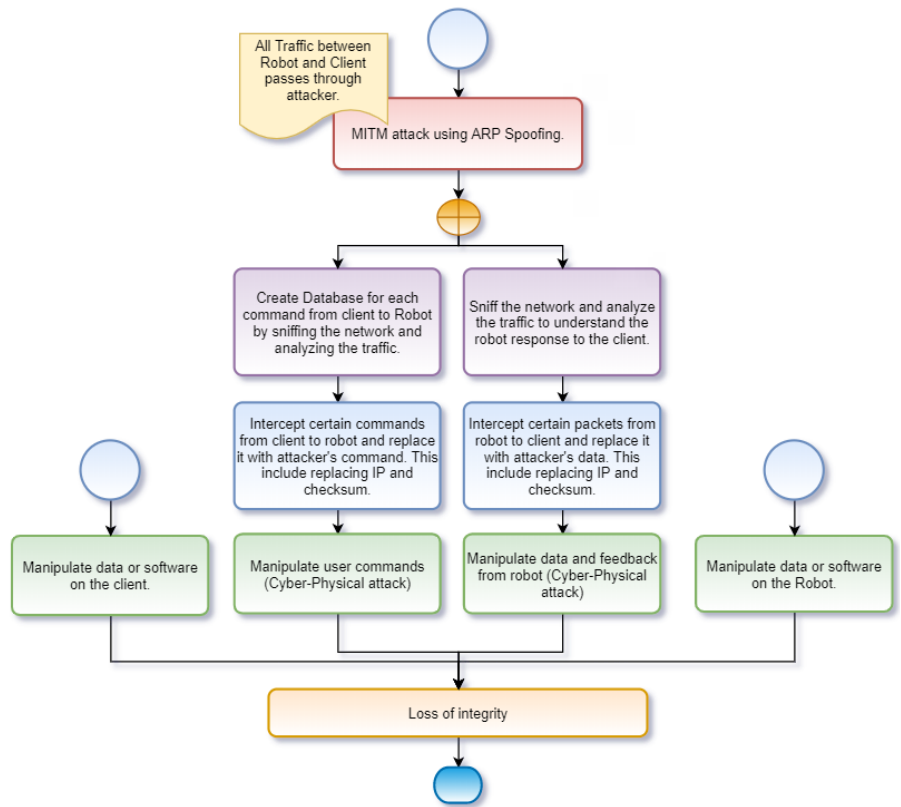 All Traffic between
Robot and Client
passes through
attacker.
MITM attack using ARP Spoofing.
Create Database for each
command from client to Robot
by sniffing the network and
analyzing the traffic.
Sniff the network and analyze
the traffic to understand the
robot response to the client.
Intercept certain commands
from client to robot and replace
it with attacker's command. This
include replacing IP and
checksum.
Intercept certain packets from
robot to client and replace it
with attacker's data. This
include replacing IP and
checksum.
Manipulate data or software
on the client.
Manipulate user commands
(Cyber-Physical attack)
Manipulate data and feedback
from robot (Cyber-Physical
attack)
Manipulate data or software
on the Robot.
Loss of integrity